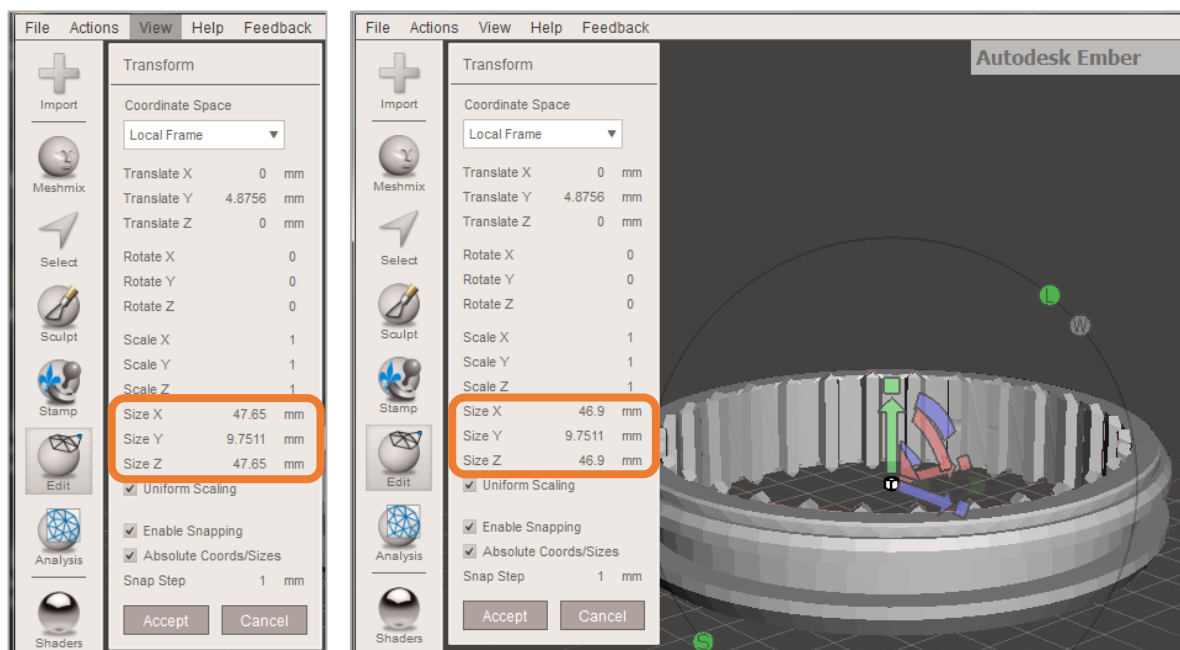 File Actions View Help Feedback
Import
Meshmix
Select
Sculpt
Stamp
Edit
Analysis
Shaders
Transform
Coordinate Space
Local Frame
Translate X 0 mm
Translate Y 4.8756 mm
Translate Z 0 mm
Rotate X 0
Rotate Y 0
Rotate Z 0
Scale X 1
Scale Y 1
Scale Z 1
Size X 47.65 mm
Size Y 9.7511 mm
Size Z 47.65 mm
Uniform Scaling
Enable Snapping
Absolute Coords/Sizes
Snap Step 1 mm
Accept Cancel
File Actions View Help Feedback
Import
Meshmix
Select
Sculpt
Stamp
Edit
Analysis
Shaders
Transform
Coordinate Space
Local Frame
Translate X 0 mm
Translate Y 4.8756 mm
Translate Z 0 mm
Rotate X 0
Rotate Y 0
Rotate Z 0
Scale X 1
Scale Y 1
Scale Z 1
Size X 46.9 mm
Size Y 9.7511 mm
Size Z 46.9 mm
Uniform Scaling
Enable Snapping
Absolute Coords/Sizes
Snap Step 1 mm
Accept Cancel
Autodesk Ember
L
W
S